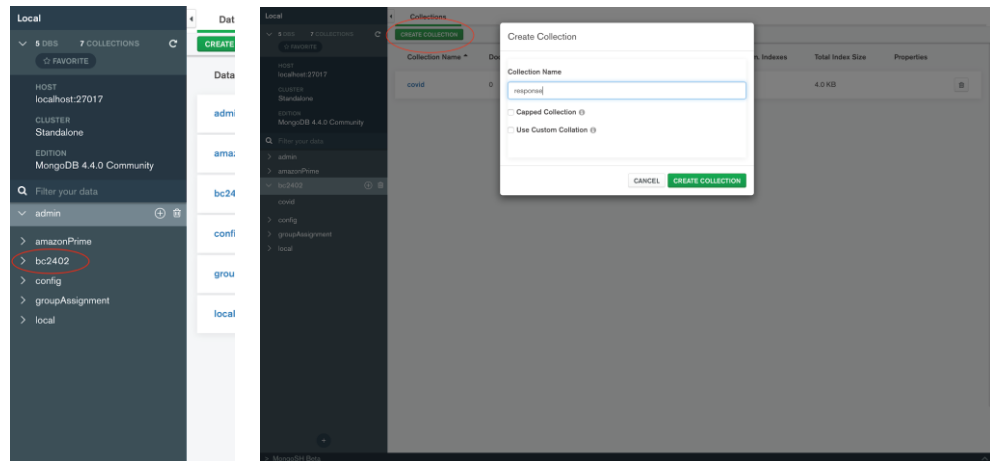 Local
5 DBS 7 COLLECTIONS
FAVORITE
HOST
localhost:27017
CLUSTER
Standalone
EDITION
MongoDB 4.4.0 Community
Filter your data
admin
amazonPrime
bc2402
config
groupAssignment
local
Dat
CREATE
Data
admi
ama
bc24
confi
grou
local
Local
5 DBS 7 COLLECTIONS
FAVORITE
HOST
localhost:27017
CLUSTER
Standalone
EDITION
MongoDB 4.4.0 Community
Filter your data
admin
amazonPrime
bc2402
covid
config
groupAssignment
local
MongoSH Beta
Collections
CREATE COLLECTION
Collection Name Do n. Indexes Total Index Size Properties
covid 0 4.0 KB
Create Collection
Collection Name
response
Capped Collection
Use Custom Collation
CANCEL CREATE COLLECTION